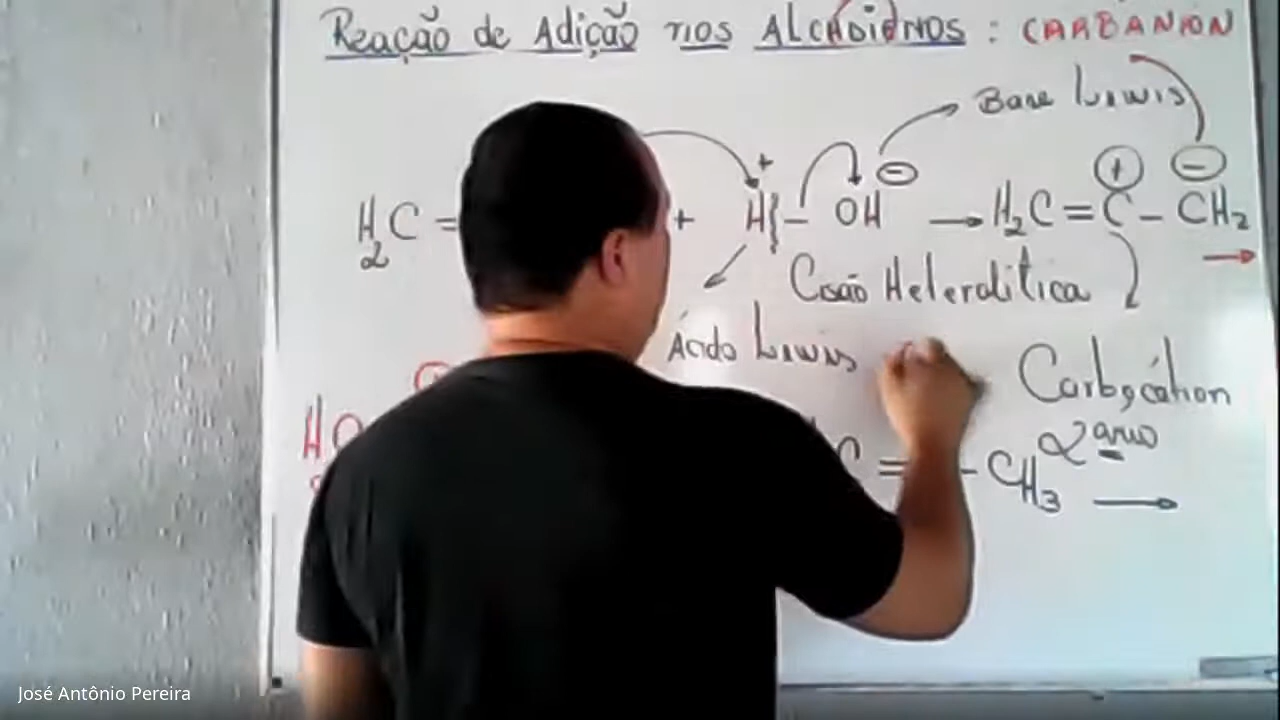 Reação de Adição nos ALCADIENOS : CARBANION
Base Lewis
+ + - + -
H2C = + H - OH → H2C = C - CH2 →
Cisão Heterolítica
Ácido Lewis
Carbocátion
2ário
H
C = - CH3 →
José Antônio Pereira